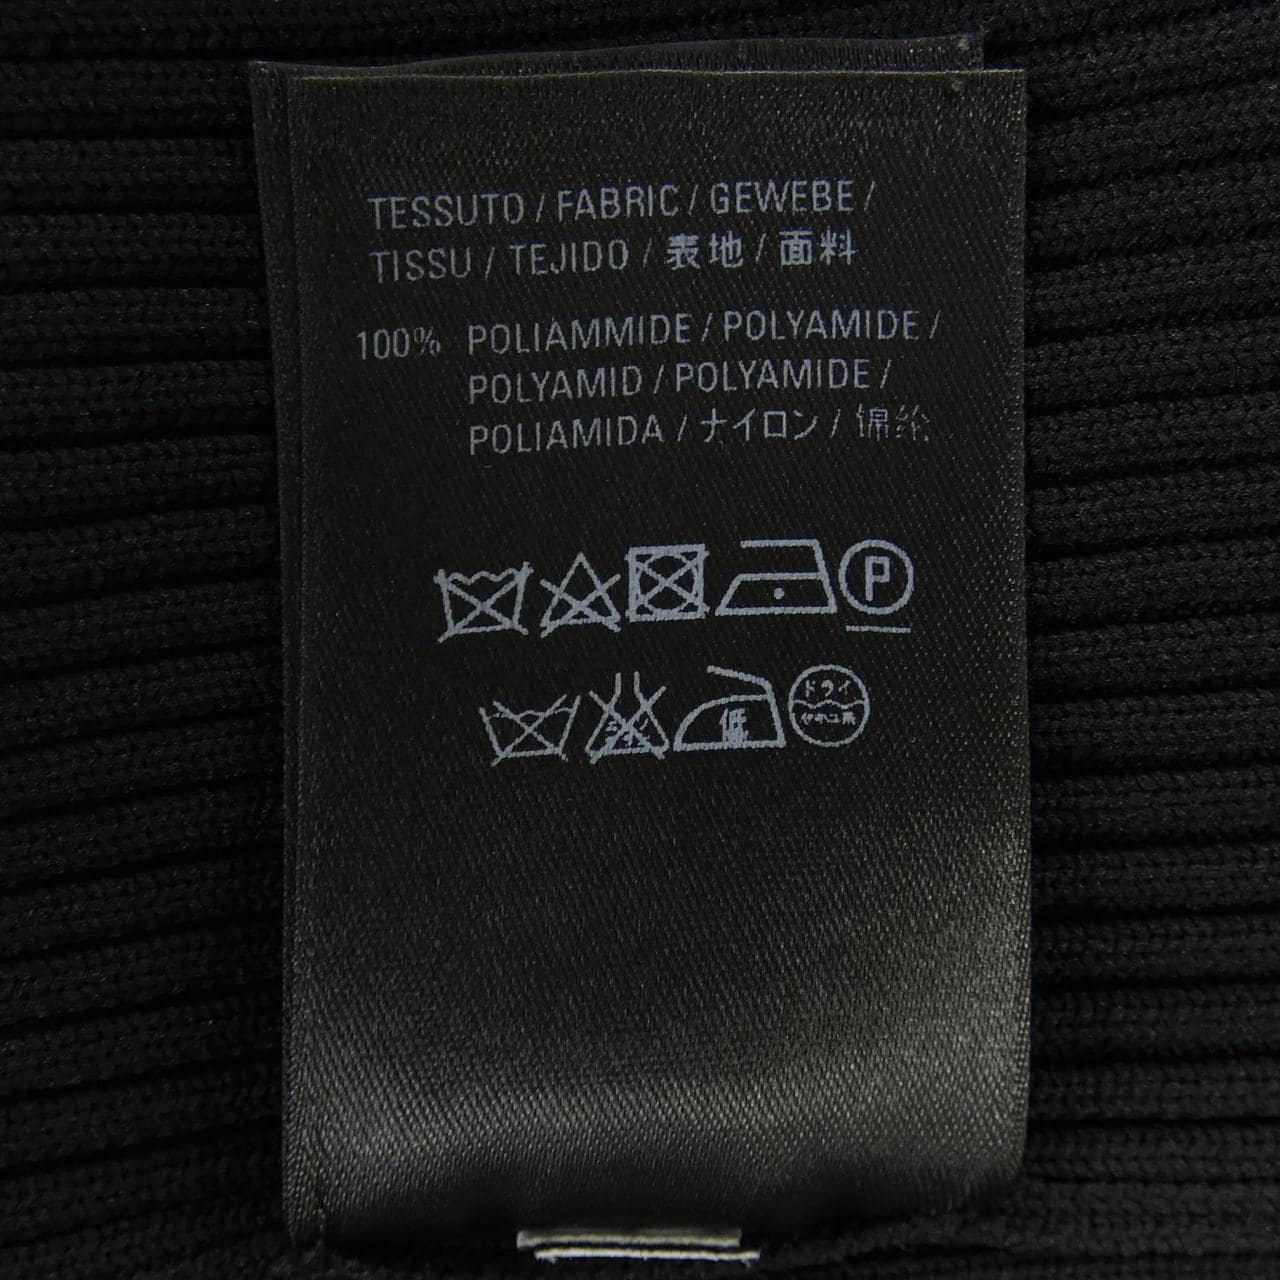 TESSUTO / FABRIC / GEWEBE /
TISSU / TEJIDO / 表地 / 面料
100% POLIAMMIDE / POLYAMIDE /
POLYAMID / POLYAMIDE /
POLIAMIDA / ナイロン / 锦纶
P
低
ドライ